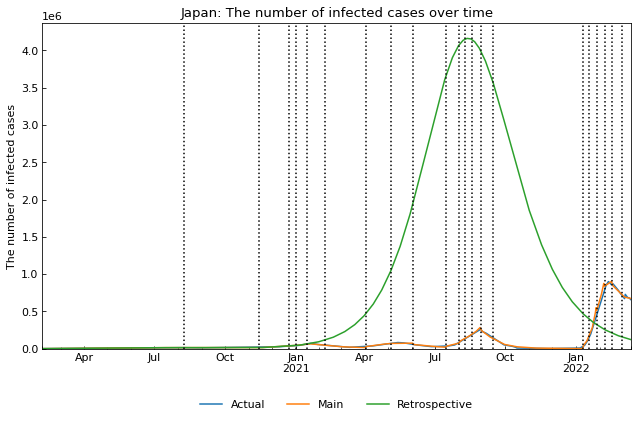 Japan: The number of infected cases over time
1e6
The number of infected cases
4.0
3.5
3.0
2.5
2.0
1.5
1.0
0.5
0.0
Apr Jul Oct Jan Apr Jul Oct Jan
2021 2022
Actual Main Retrospective